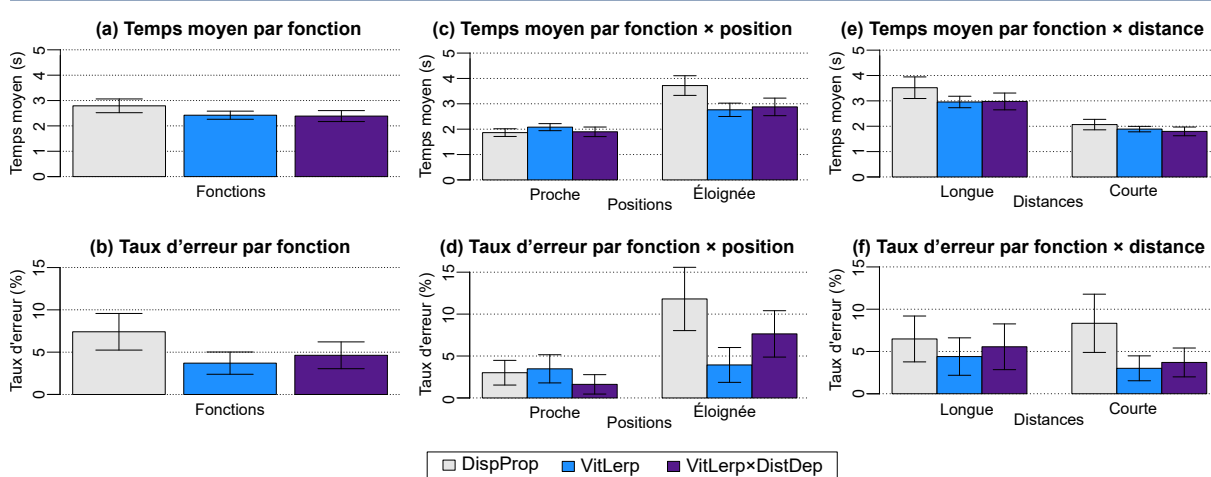 (a) Temps moyen par fonction
Temps moyen (s)
0 1 2 3 4 5
Fonctions
(c) Temps moyen par fonction × position
Temps moyen (s)
0 1 2 3 4 5
Proche Éloignée
Positions
(e) Temps moyen par fonction × distance
Temps moyen (s)
0 1 2 3 4 5
Longue Courte
Distances
(b) Taux d'erreur par fonction
Taux d'erreur (%)
0 5 10 15
Fonctions
(d) Taux d'erreur par fonction × position
Taux d'erreur (%)
0 5 10 15
Proche Éloignée
Positions
(f) Taux d'erreur par fonction × distance
Taux d'erreur (%)
0 5 10 15
Longue Courte
Distances
DispProp VitLerp VitLerp×DistDep